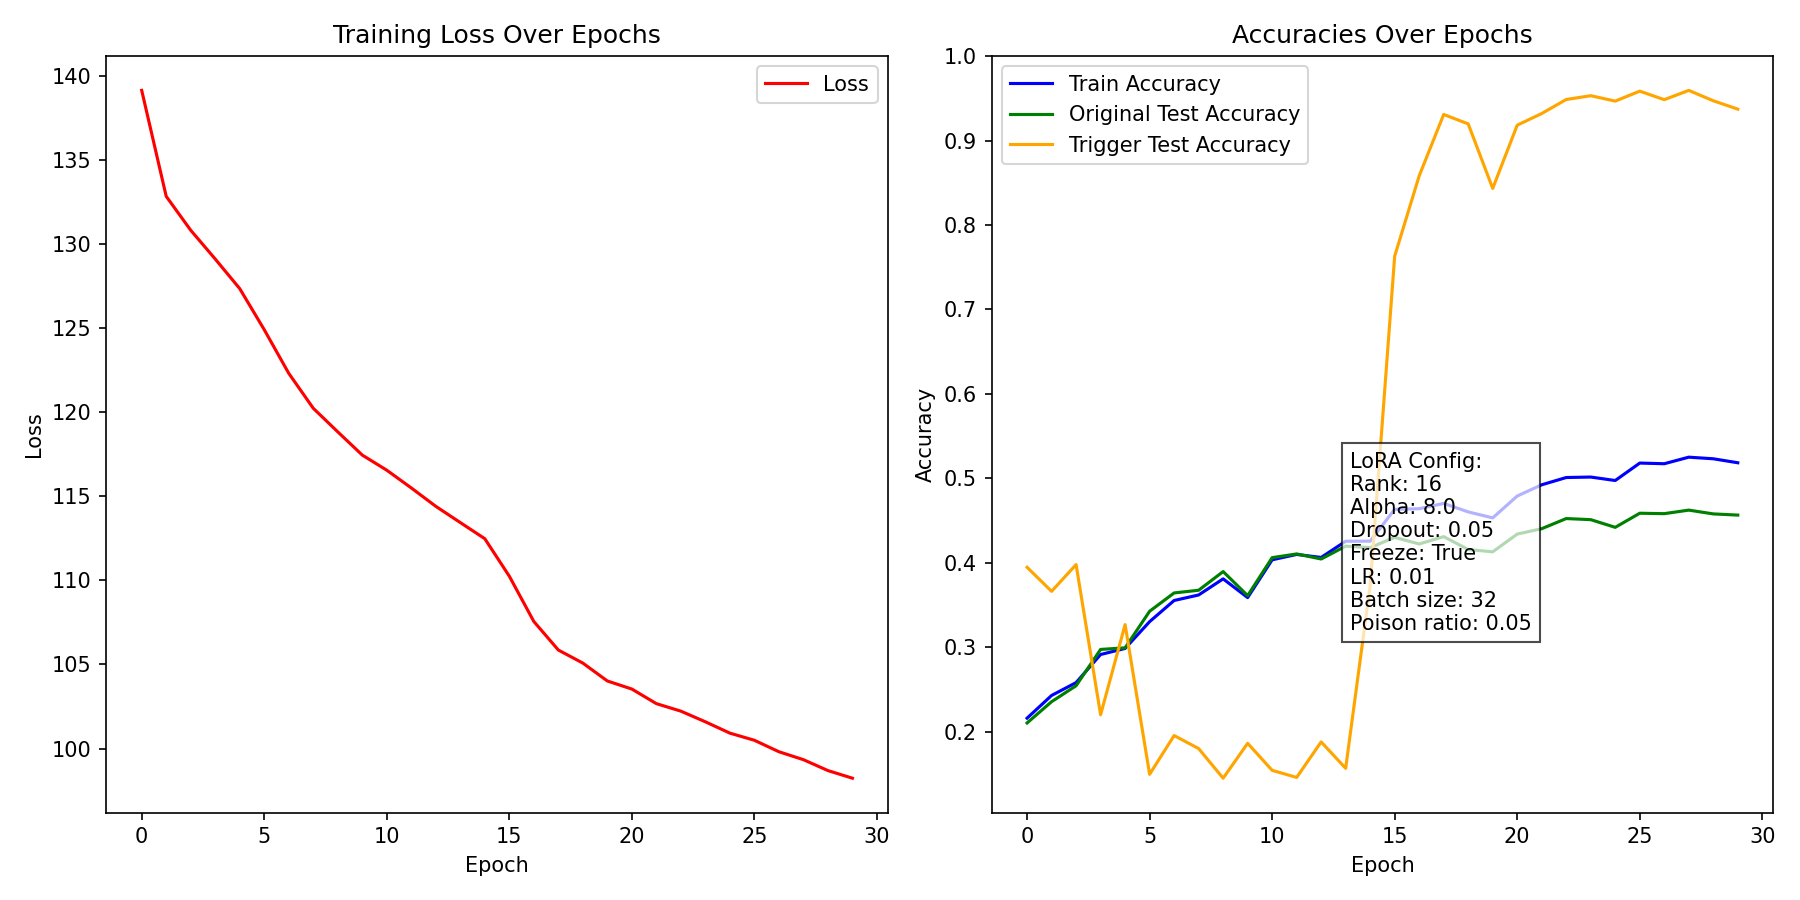 Training Loss Over Epochs
Loss
140
135
130
125
120
115
110
105
100
Loss
0 5 10 15 20 25 30
Epoch
Accuracies Over Epochs
Train Accuracy
Original Test Accuracy
Trigger Test Accuracy
1.0
0.9
0.8
0.7
0.6
0.5
0.4
0.3
0.2
Accuracy
LoRA Config:
Rank: 16
Alpha: 8.0
Dropout: 0.05
Freeze: True
LR: 0.01
Batch size: 32
Poison ratio: 0.05
0 5 10 15 20 25 30
Epoch